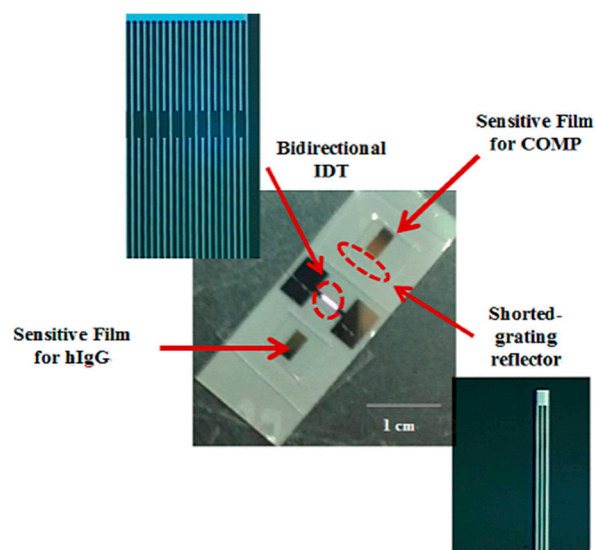 Sensitive Film
for COMP
Bidirectional
IDT
Sensitive Film
for hIgG
Shorted-
grating
reflector
1 cm